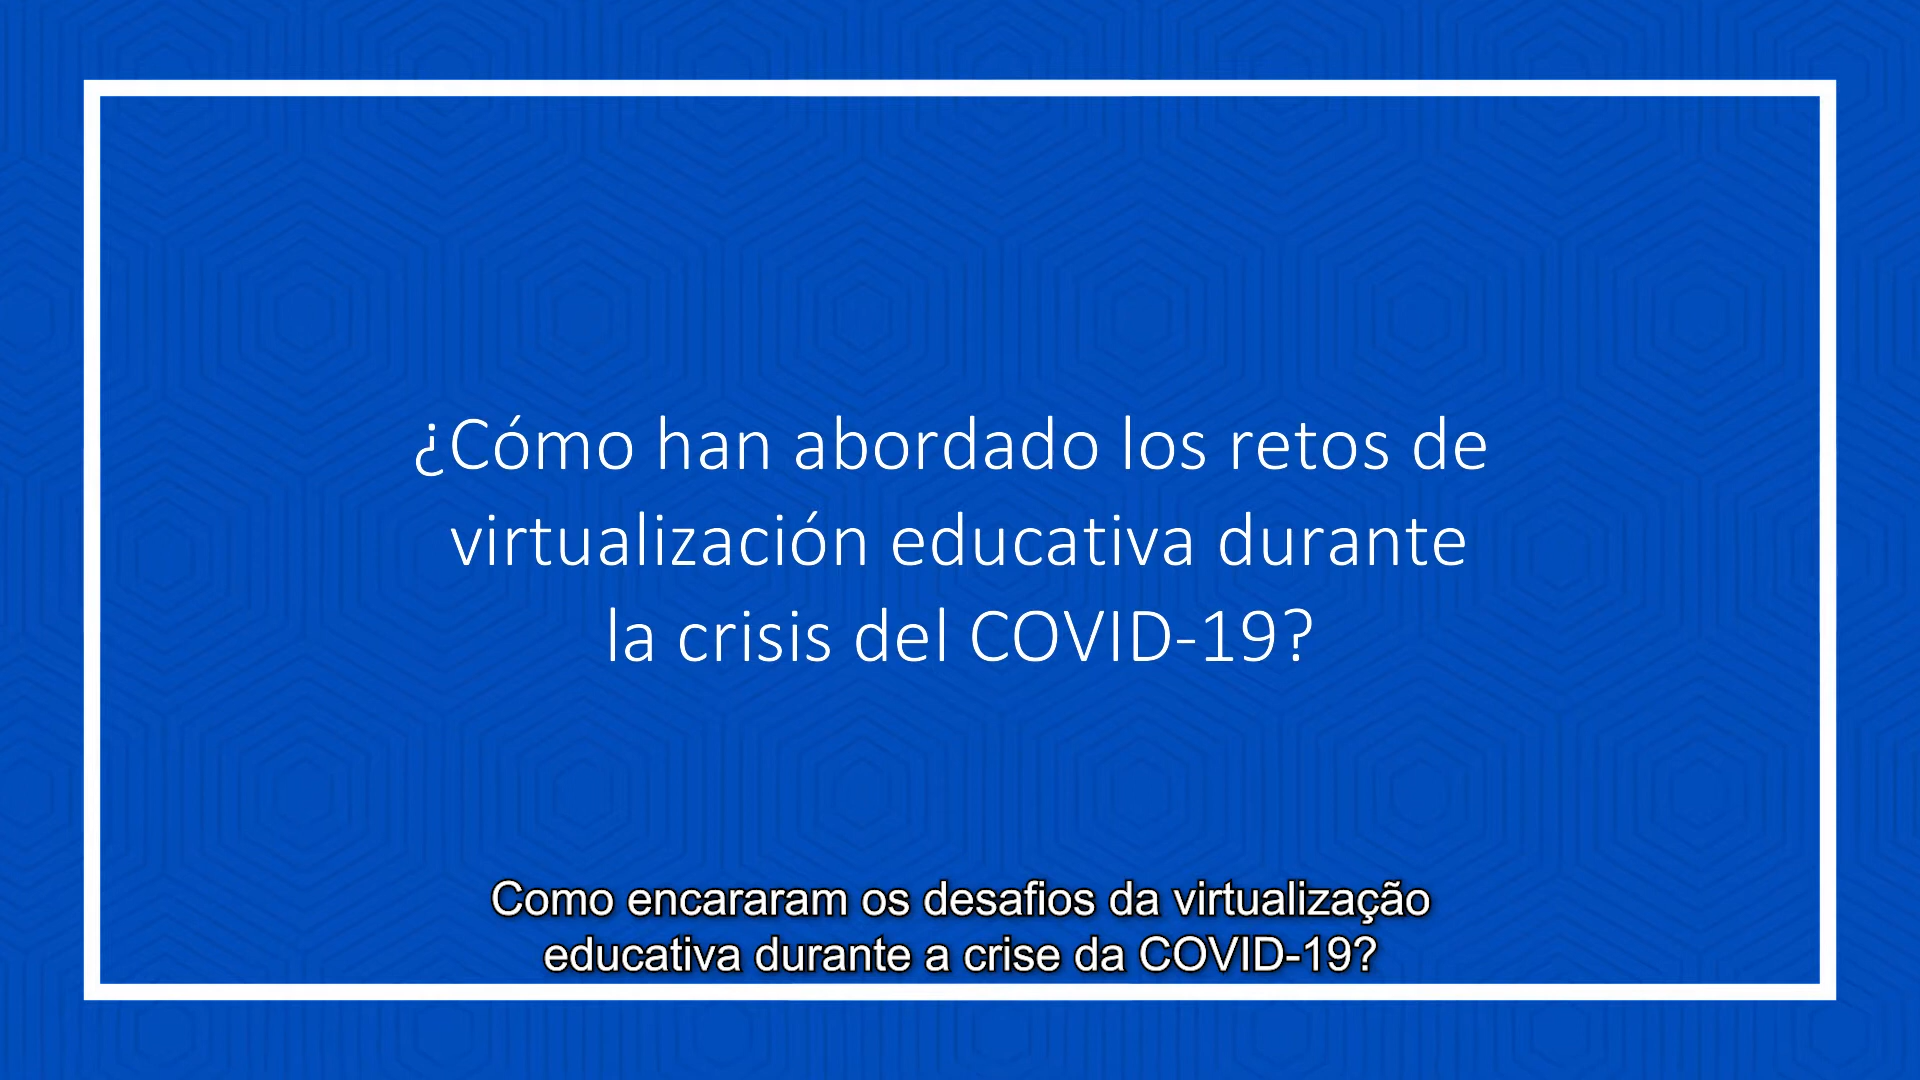 ¿Cómo han abordado los retos de
virtualización educativa durante
la crisis del COVID-19?
Como encararam os desafios da virtualização
educativa durante a crise da COVID-19?